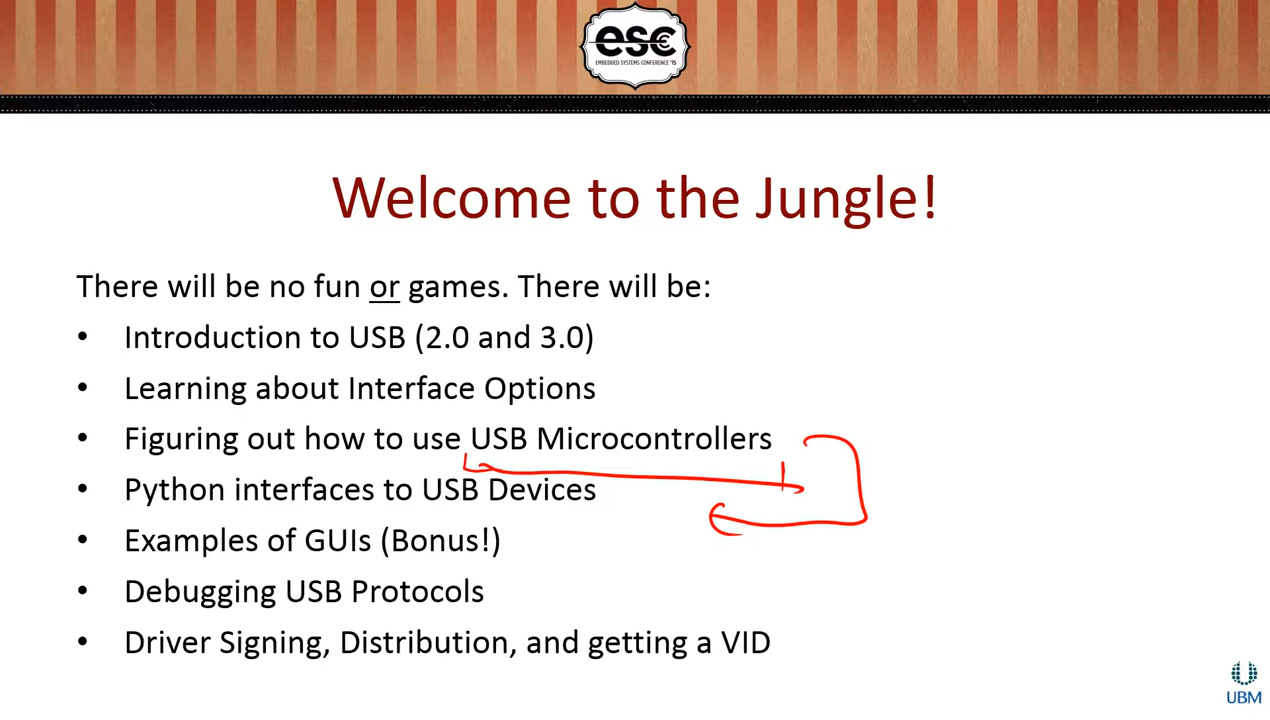 esc
EMBEDDED SYSTEMS CONFERENCE '15
Welcome to the Jungle!
There will be no fun or games. There will be:
• Introduction to USB (2.0 and 3.0)
• Learning about Interface Options
• Figuring out how to use USB Microcontrollers
• Python interfaces to USB Devices
• Examples of GUIs (Bonus!)
• Debugging USB Protocols
• Driver Signing, Distribution, and getting a VID
UBM